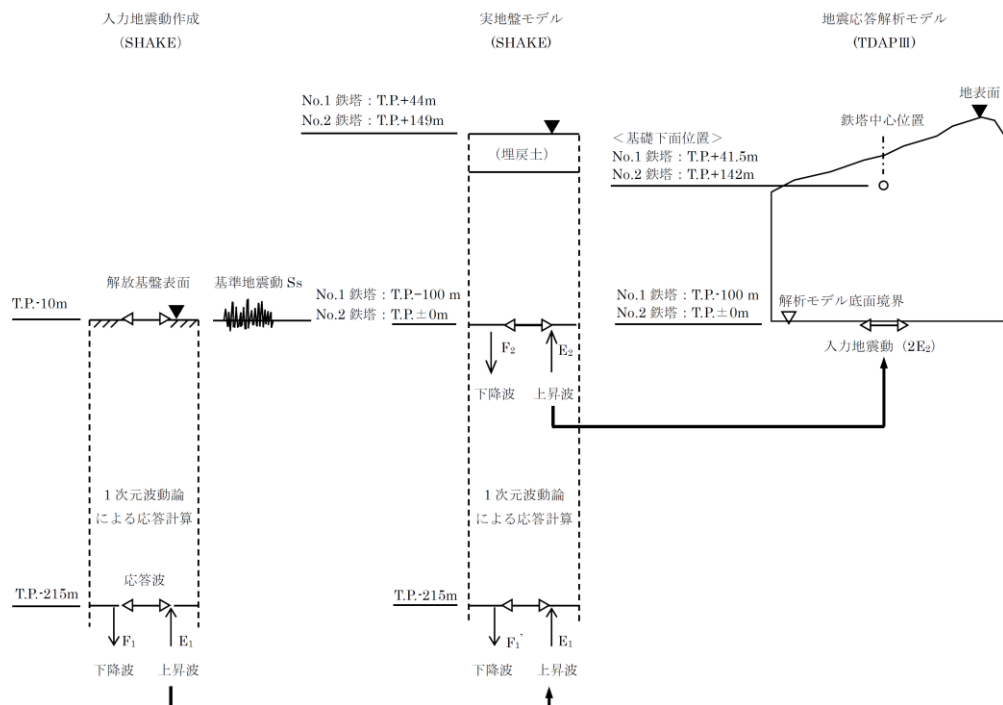 入力地震動作成
(SHAKE)
実地盤モデル
(SHAKE)
地震応答解析モデル
(TDAPⅢ)
No.1 鉄塔：T.P.+44m
No.2 鉄塔：T.P.+149m
(埋戻土)
地表面
鉄塔中心位置
＜基礎下面位置＞
No.1 鉄塔：T.P.+41.5m
No.2 鉄塔：T.P.+142m
T.P.-10m
解放基盤表面
基準地震動 Ss
No.1 鉄塔：T.P.-100 m
No.2 鉄塔：T.P.±0m
No.1 鉄塔：T.P.-100 m
No.2 鉄塔：T.P.±0m
解析モデル底面境界
入力地震動（2E₂）
F₂
E₂
下降波
上昇波
1 次元波動論
による応答計算
1 次元波動論
による応答計算
T.P.-215m
応答波
F₁
E₁
下降波
上昇波
T.P.-215m
F₁'
E₁
下降波
上昇波